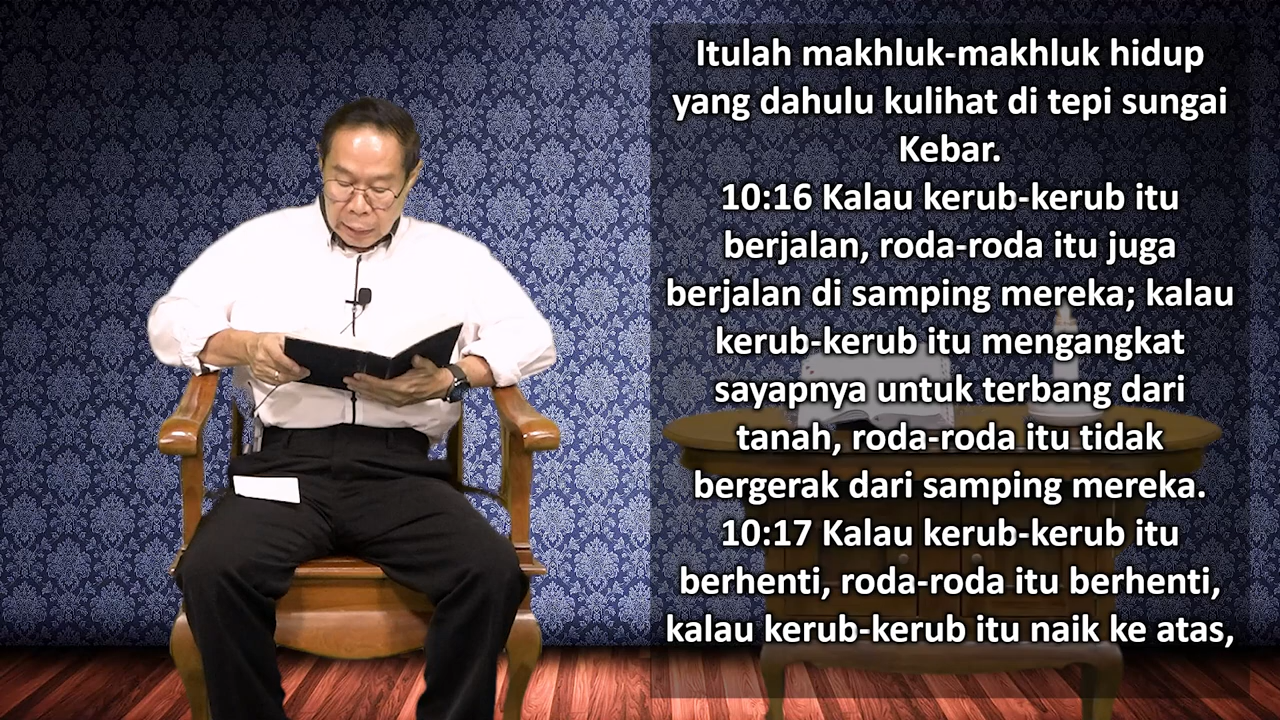 Itulah makhluk-makhluk hidup
yang dahulu kulihat di tepi sungai
Kebar.
10:16 Kalau kerub-kerub itu
berjalan, roda-roda itu juga
berjalan di samping mereka; kalau
kerub-kerub itu mengangkat
sayapnya untuk terbang dari
tanah, roda-roda itu tidak
bergerak dari samping mereka.
10:17 Kalau kerub-kerub itu
berhenti, roda-roda itu berhenti,
kalau kerub-kerub itu naik ke atas,